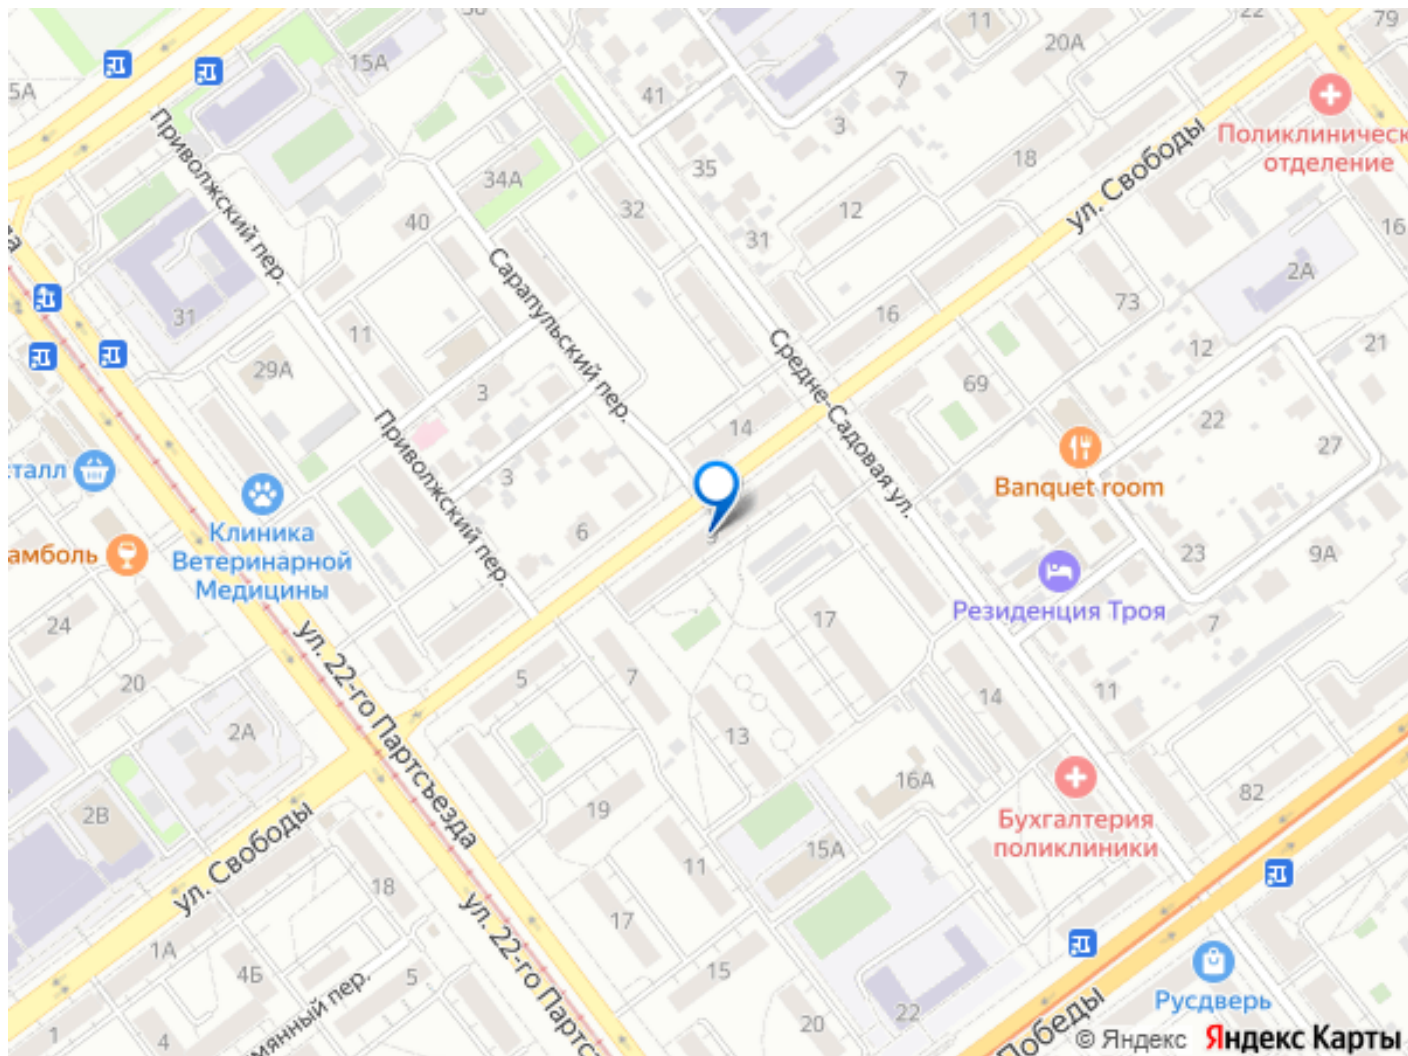 22
79
11
20А
15А
5А
7
41
3
Поликлиническ
отделение
18
ул. Свободы
Приволжский пер.
34А
35
12
32
40
31
16
Сарапульский пер.
2А
31
73
16
11
Средне-Садовая ул.
12
21
29А
3
69
22
14
27
Приволжский пер.
талл
Banquet room
3
Клиника
Ветеринарной
Медицины
амболь
6
23
9А
Резиденция Троя
24
17
7
ул. 22-го Партсъезда
20
5
7
14
11
2А
13
16А
82
2В
19
Бухгалтерия
поликлиники
ул. Свободы
15А
11
18
17
ул. 22-го Партс
1А
4Б
5
15
Русдверь
22
мянный пер.
20
Победы
1
4
© Яндекс Яндекс Карты